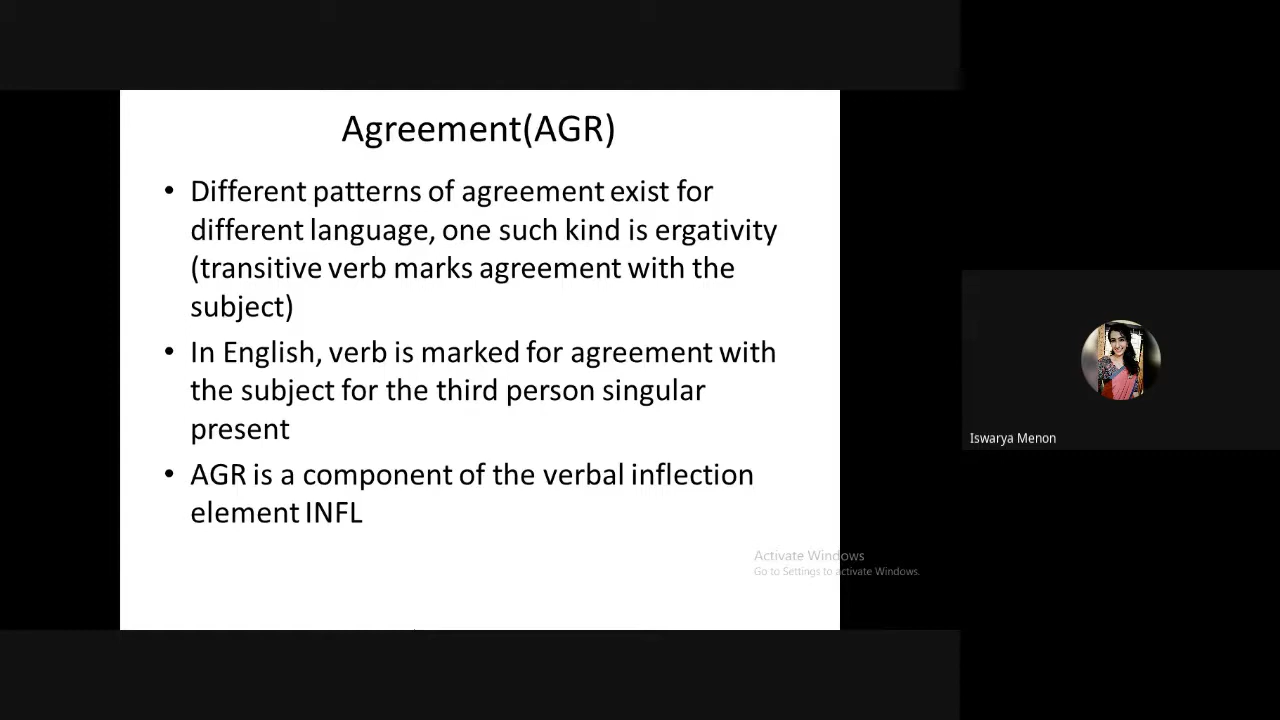 Agreement(AGR)
• Different patterns of agreement exist for
different language, one such kind is ergativity
(transitive verb marks agreement with the
subject)
• In English, verb is marked for agreement with
the subject for the third person singular
present
• AGR is a component of the verbal inflection
element INFL
Iswarya Menon
Activate Windows
Go to Settings to activate Windows.